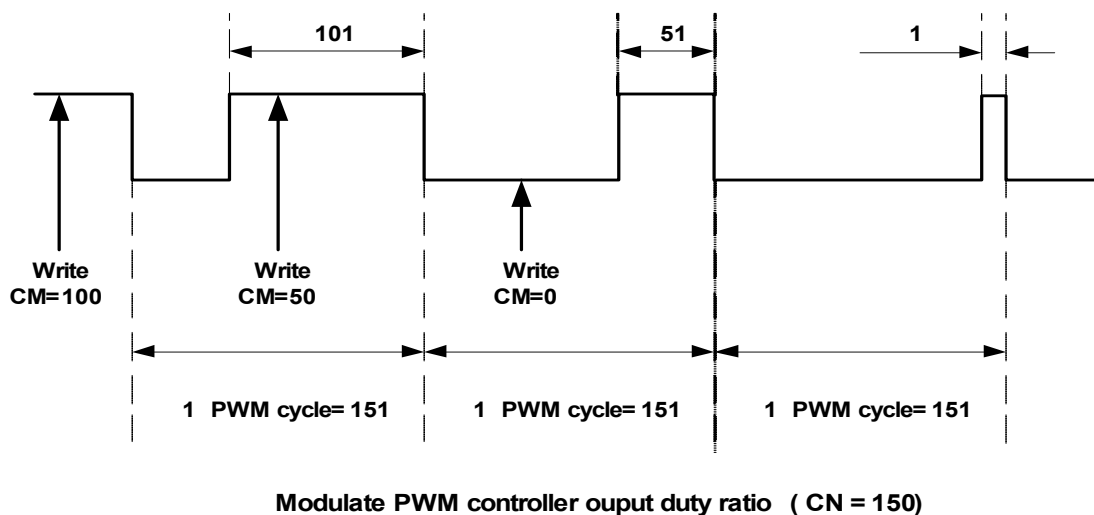 101
51
1
Write
CM=100
Write
CM=50
Write
CM=0
1 PWM cycle= 151
1 PWM cycle= 151
1 PWM cycle= 151
Modulate PWM controller ouput duty ratio ( CN = 150)